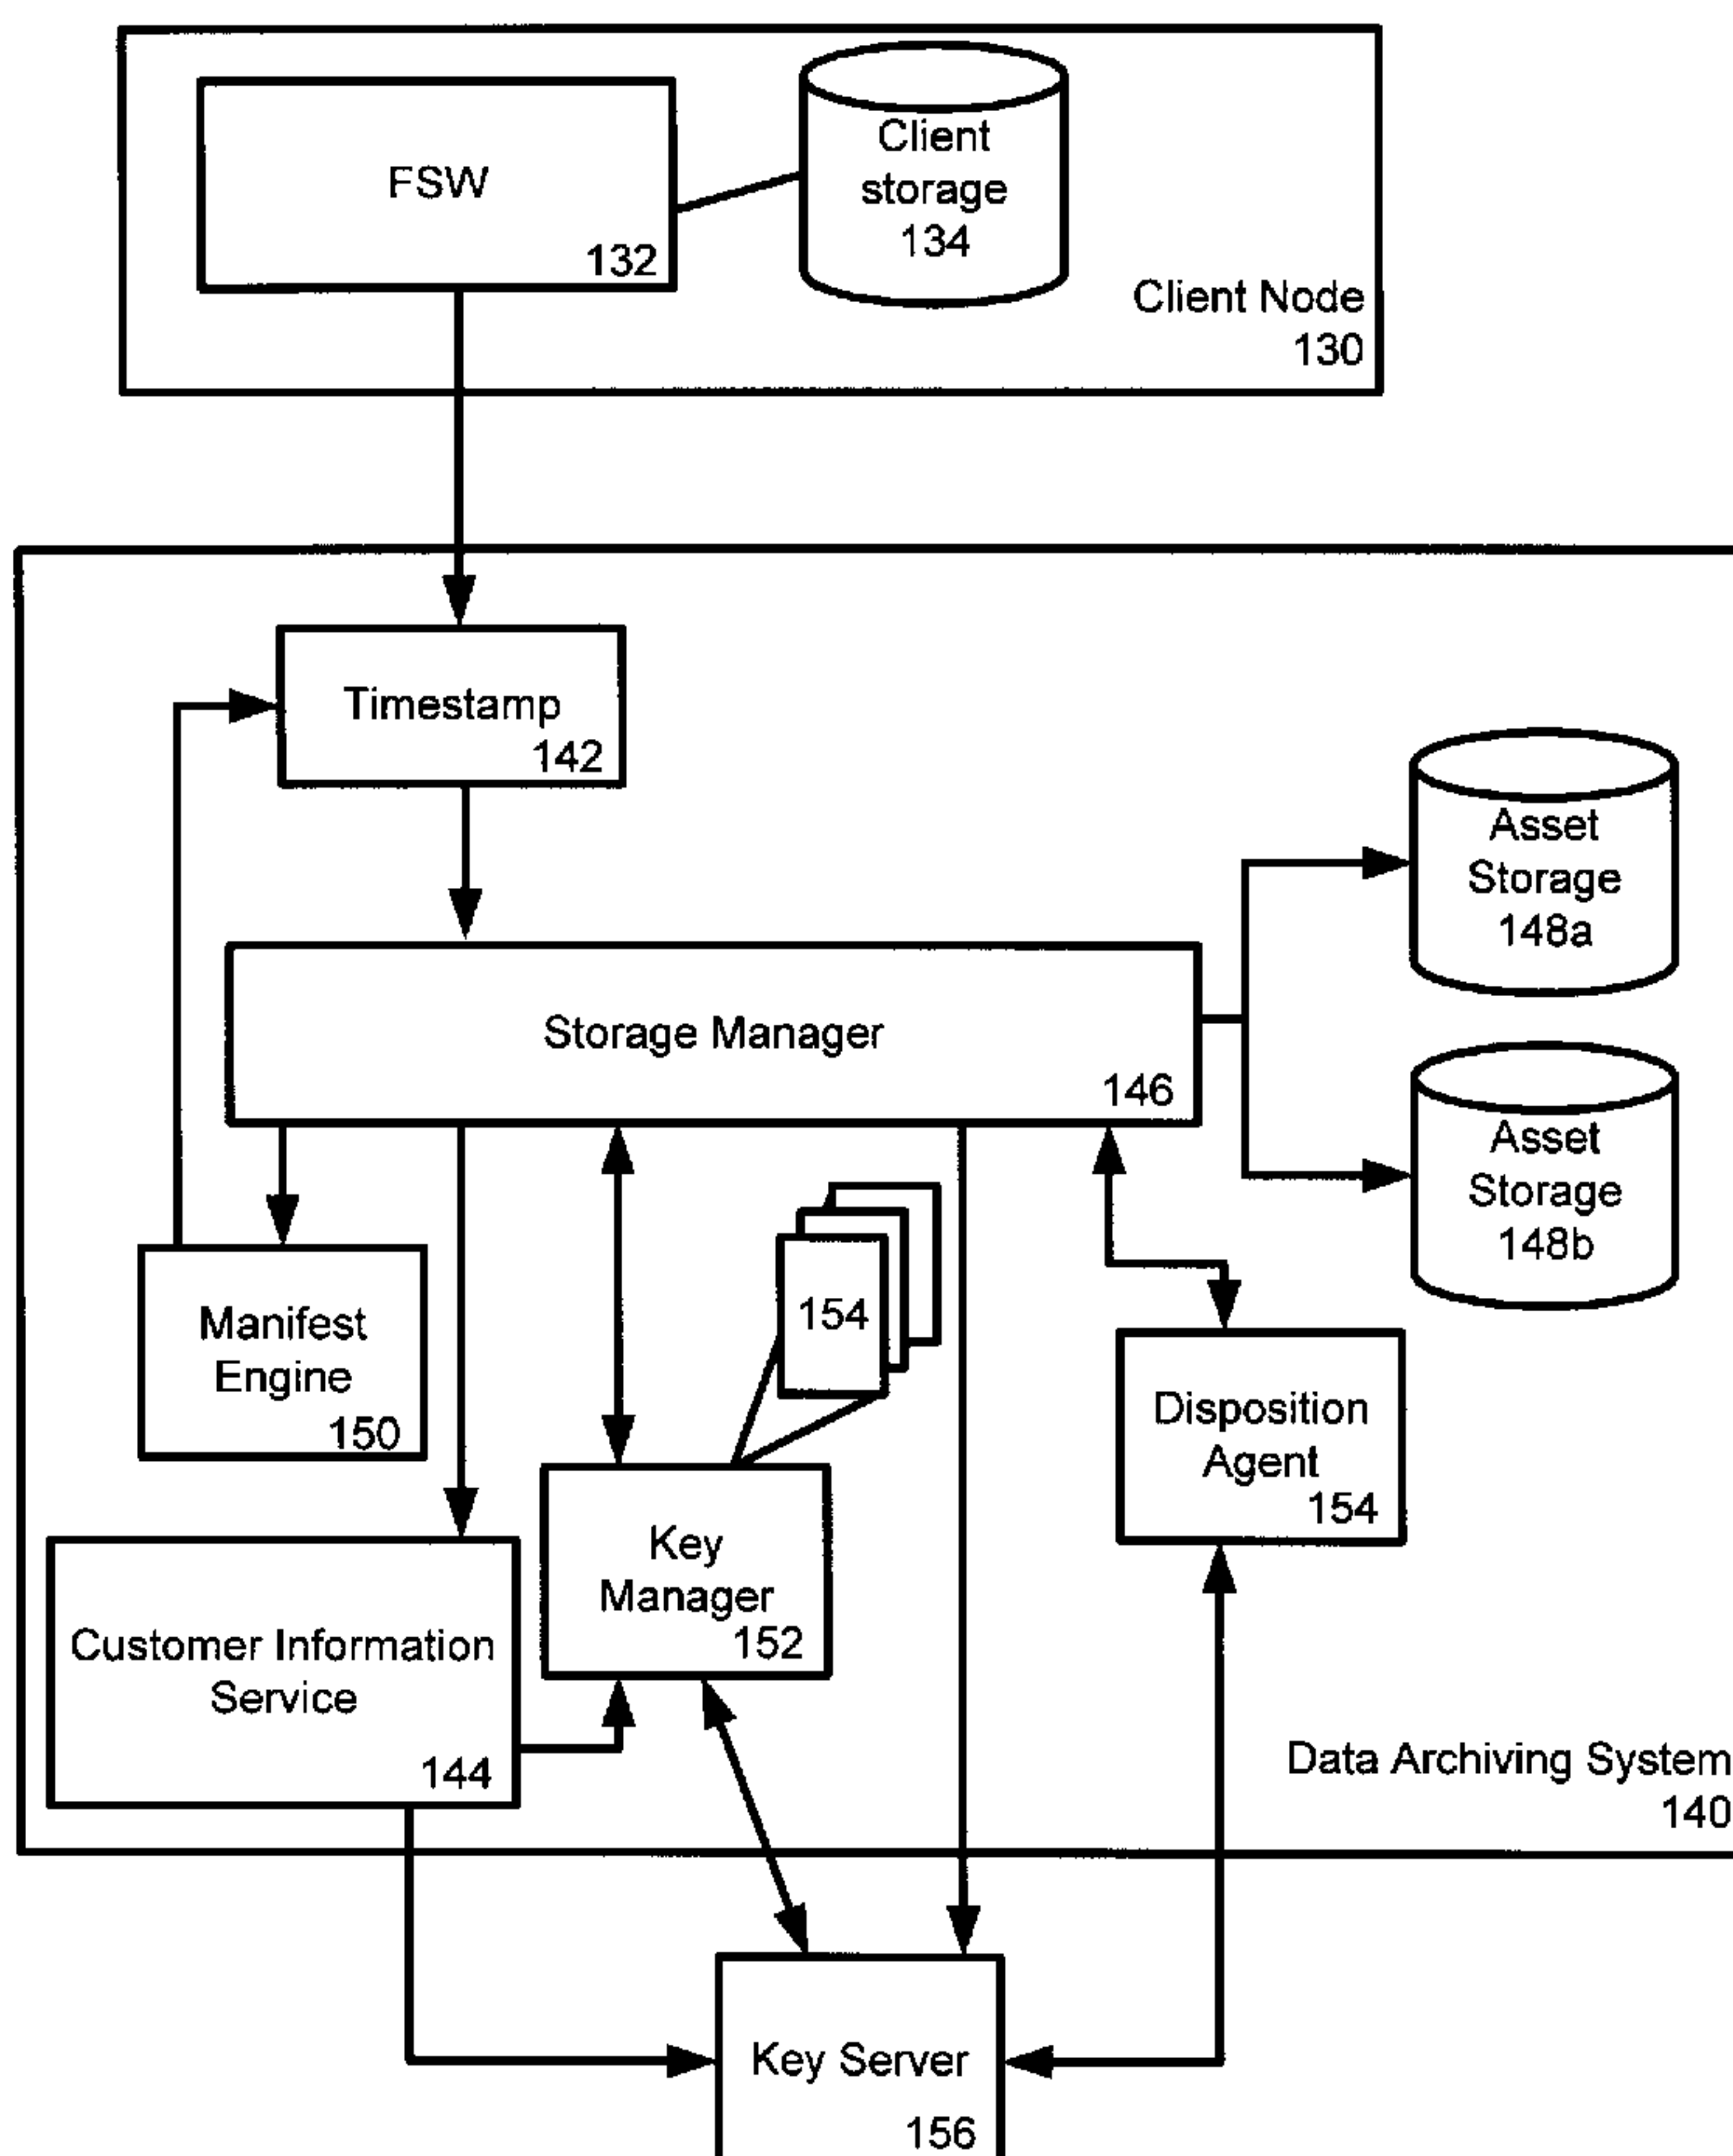 FSW
132
Client
storage
134
Client Node
130
Timestamp
142
Asset
Storage
148a
Storage Manager
146
Asset
Storage
148b
Manifest
Engine
150
154
Disposition
Agent
154
Key
Manager
152
Customer Information
Service
144
Data Archiving System
140
Key Server
156